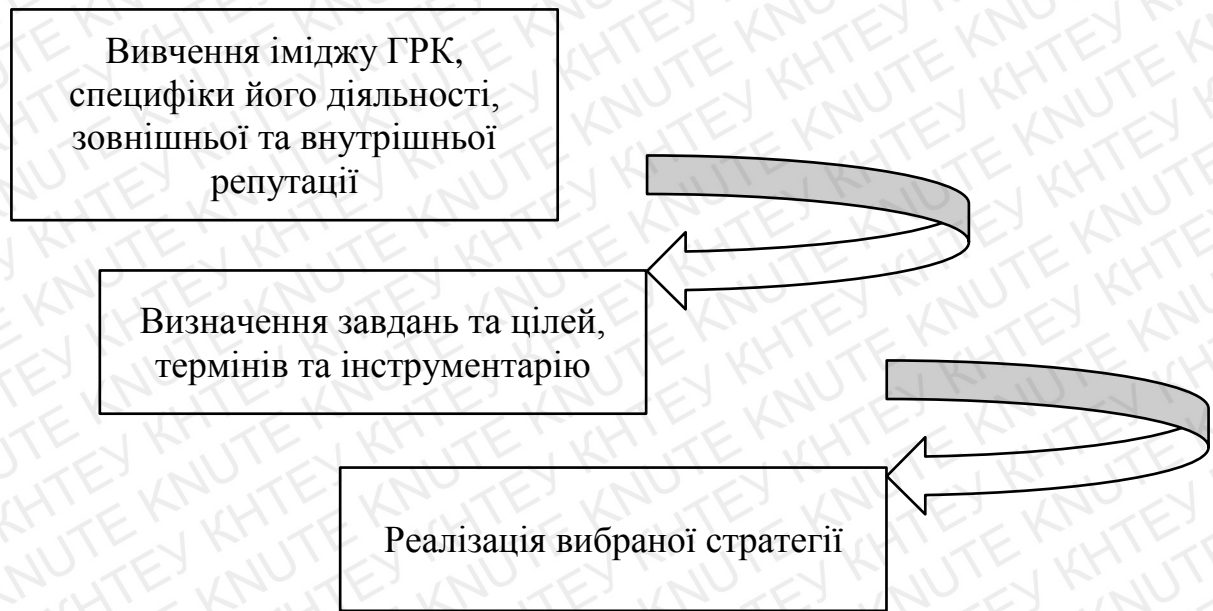 Вивчення іміджу ГРК,
специфіки його діяльності,
зовнішньої та внутрішньої
репутації
Визначення завдань та цілей,
термінів та інструментарію
Реалізація вибраної стратегії